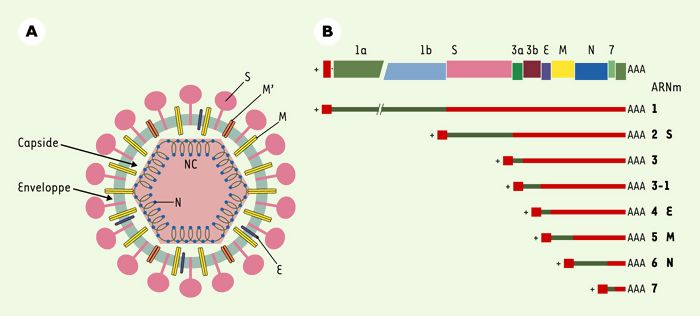 A
S
M'
M
Capside
NC
Enveloppe
N
ε
B
1a 1b S 3a 3b ε M N 7
+ AAA
ARNm
+ AAA 1
+ AAA 2 S
+ AAA 3
+ AAA 3-1
+ AAA 4 ε
+ AAA 5 M
+ AAA 6 N
+ AAA 7